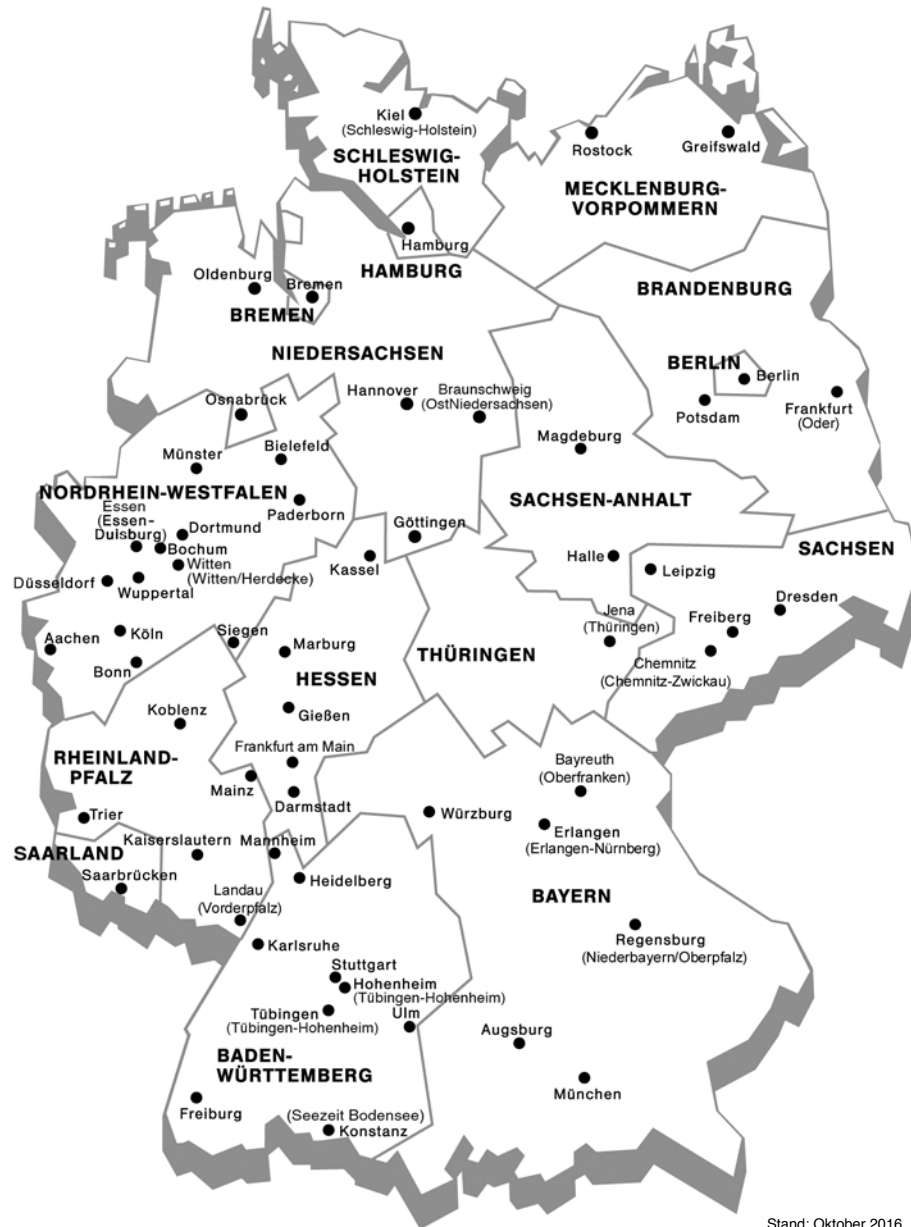 Kiel
(Schleswig-Holstein)
SCHLESWIG-
HOLSTEIN
Rostock
Greifswald
MECKLENBURG-
VORPOMMERN
Hamburg
HAMBURG
Oldenburg
Bremen
BREMEN
BRANDENBURG
NIEDERSACHSEN
BERLIN
Berlin
Potsdam
Frankfurt
(Oder)
Hannover
Braunschweig
(OstNiedersachsen)
Osnabrück
Magdeburg
Münster
Bielefeld
NORDRHEIN-WESTFALEN
Paderborn
SACHSEN-ANHALT
Essen
(Essen-
Duisburg)
Dortmund
Bochum
Witten
(Witten/Herdecke)
Düsseldorf
Wuppertal
Göttingen
Kassel
Halle
Leipzig
SACHSEN
Dresden
Freiberg
Chemnitz
(Chemnitz-Zwickau)
Jena
(Thüringen)
THÜRINGEN
Aachen
Köln
Bonn
Siegen
Marburg
HESSEN
Gießen
Koblenz
RHEINLAND-
PFALZ
Frankfurt am Main
Mainz
Darmstadt
Trier
SAARLAND
Saarbrücken
Kaiserslautern
Mannheim
Landau
(Vorderpfalz)
Heidelberg
Würzburg
Bayreuth
(Oberfranken)
Erlangen
(Erlangen-Nürnberg)
BAYERN
Regensburg
(Niederbayern/Oberpfalz)
Karlsruhe
Stuttgart
Hohenheim
(Tübingen-Hohenheim)
Tübingen
(Tübingen-Hohenheim)
Ulm
Augsburg
München
BADEN-
WÜRTTEMBERG
Freiburg
(Seezeit Bodensee)
Konstanz
Stand: Oktober 2016